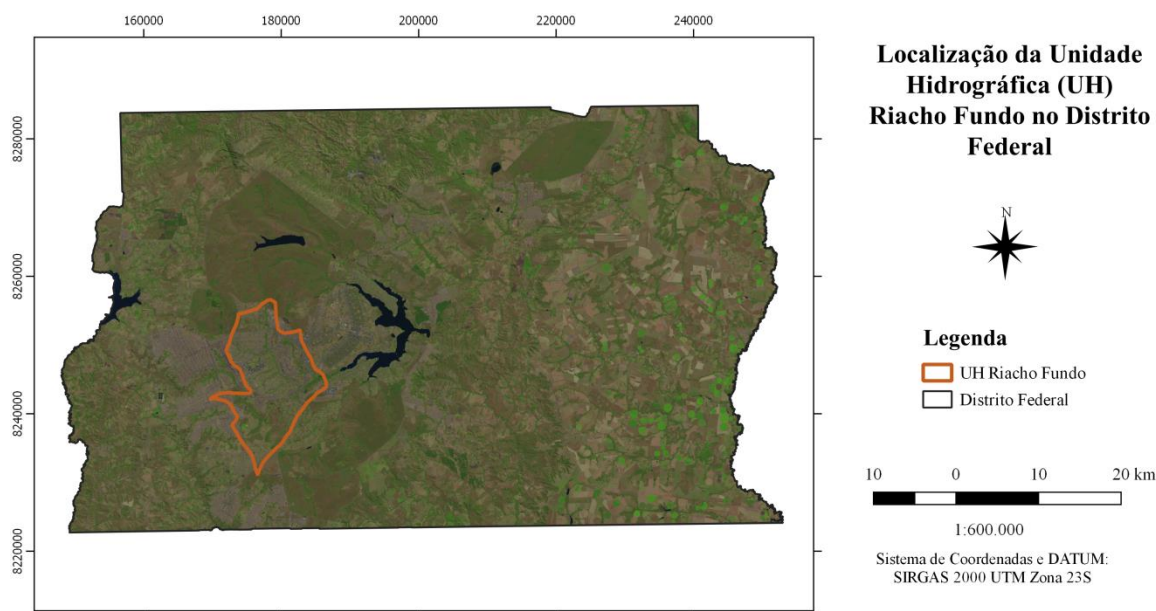 160000
180000
200000
220000
240000
8280000
8260000
8240000
8220000
Localização da Unidade
Hidrográfica (UH)
Riacho Fundo no Distrito
Federal
N
Legenda
UH Riacho Fundo
Distrito Federal
10
0
10
20 km
1:600.000
Sistema de Coordenadas e DATUM:
SIRGAS 2000 UTM Zona 23S